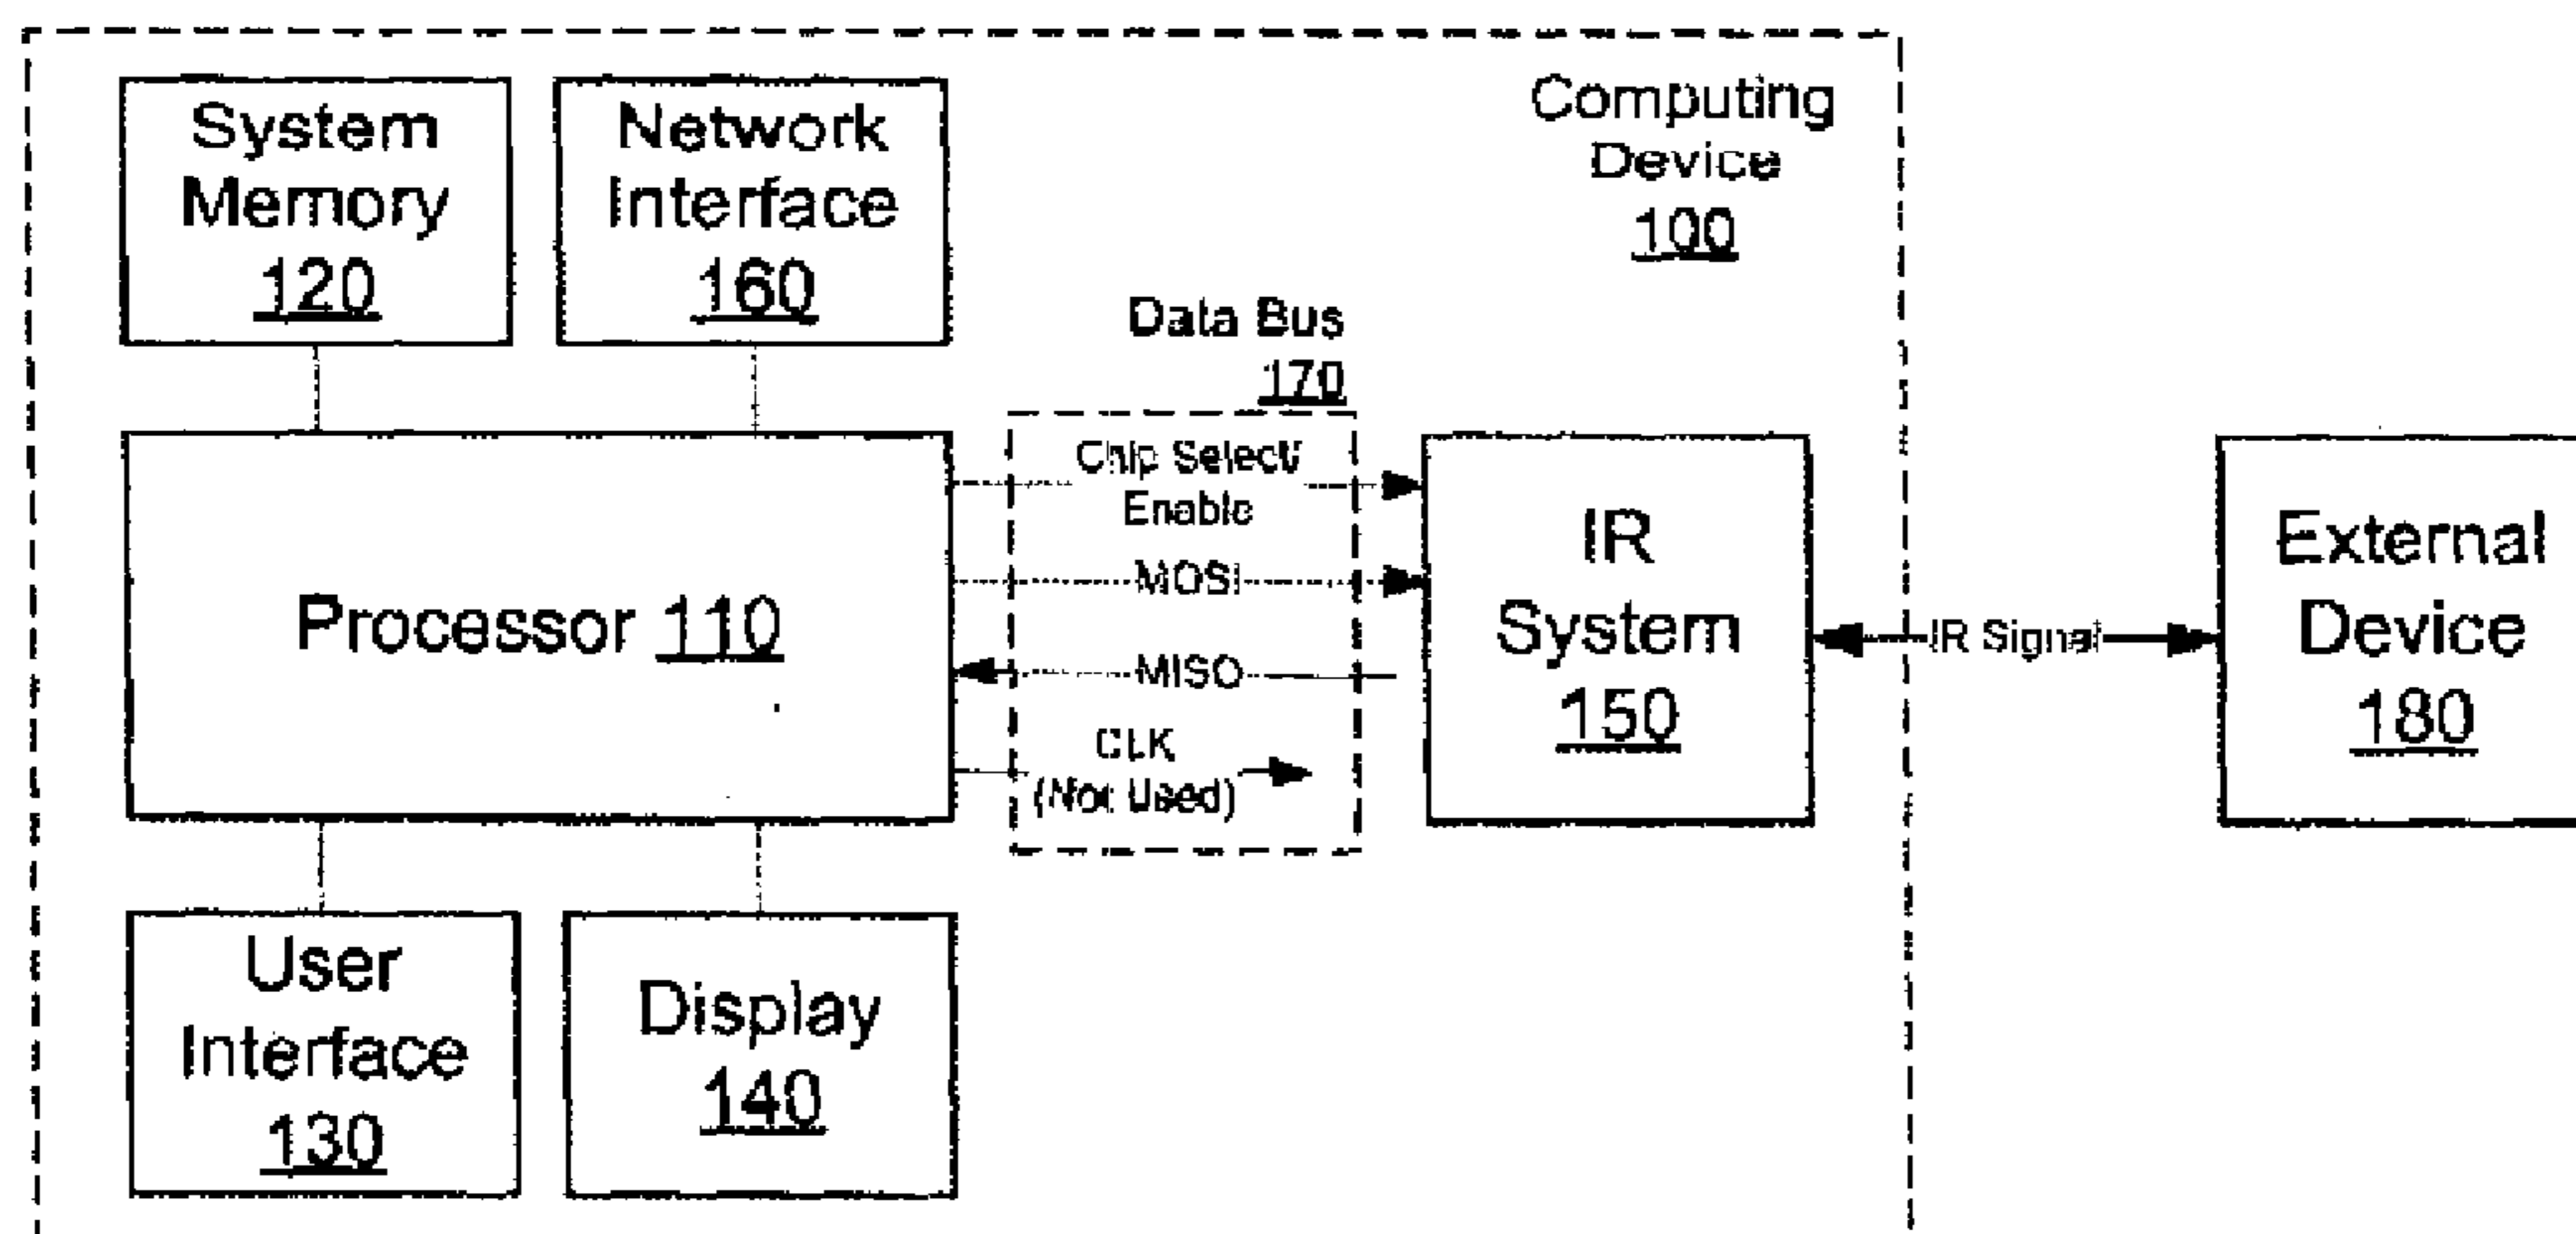 System
Memory
120
Network
Interface
160
Computing
Device
100
Data Bus
170
Processor 110
Chip Select/
Enable
MOSI
MISO
CLK
(Not Used)
IR
System
150
IR Signal
External
Device
180
User
Interface
130
Display
140